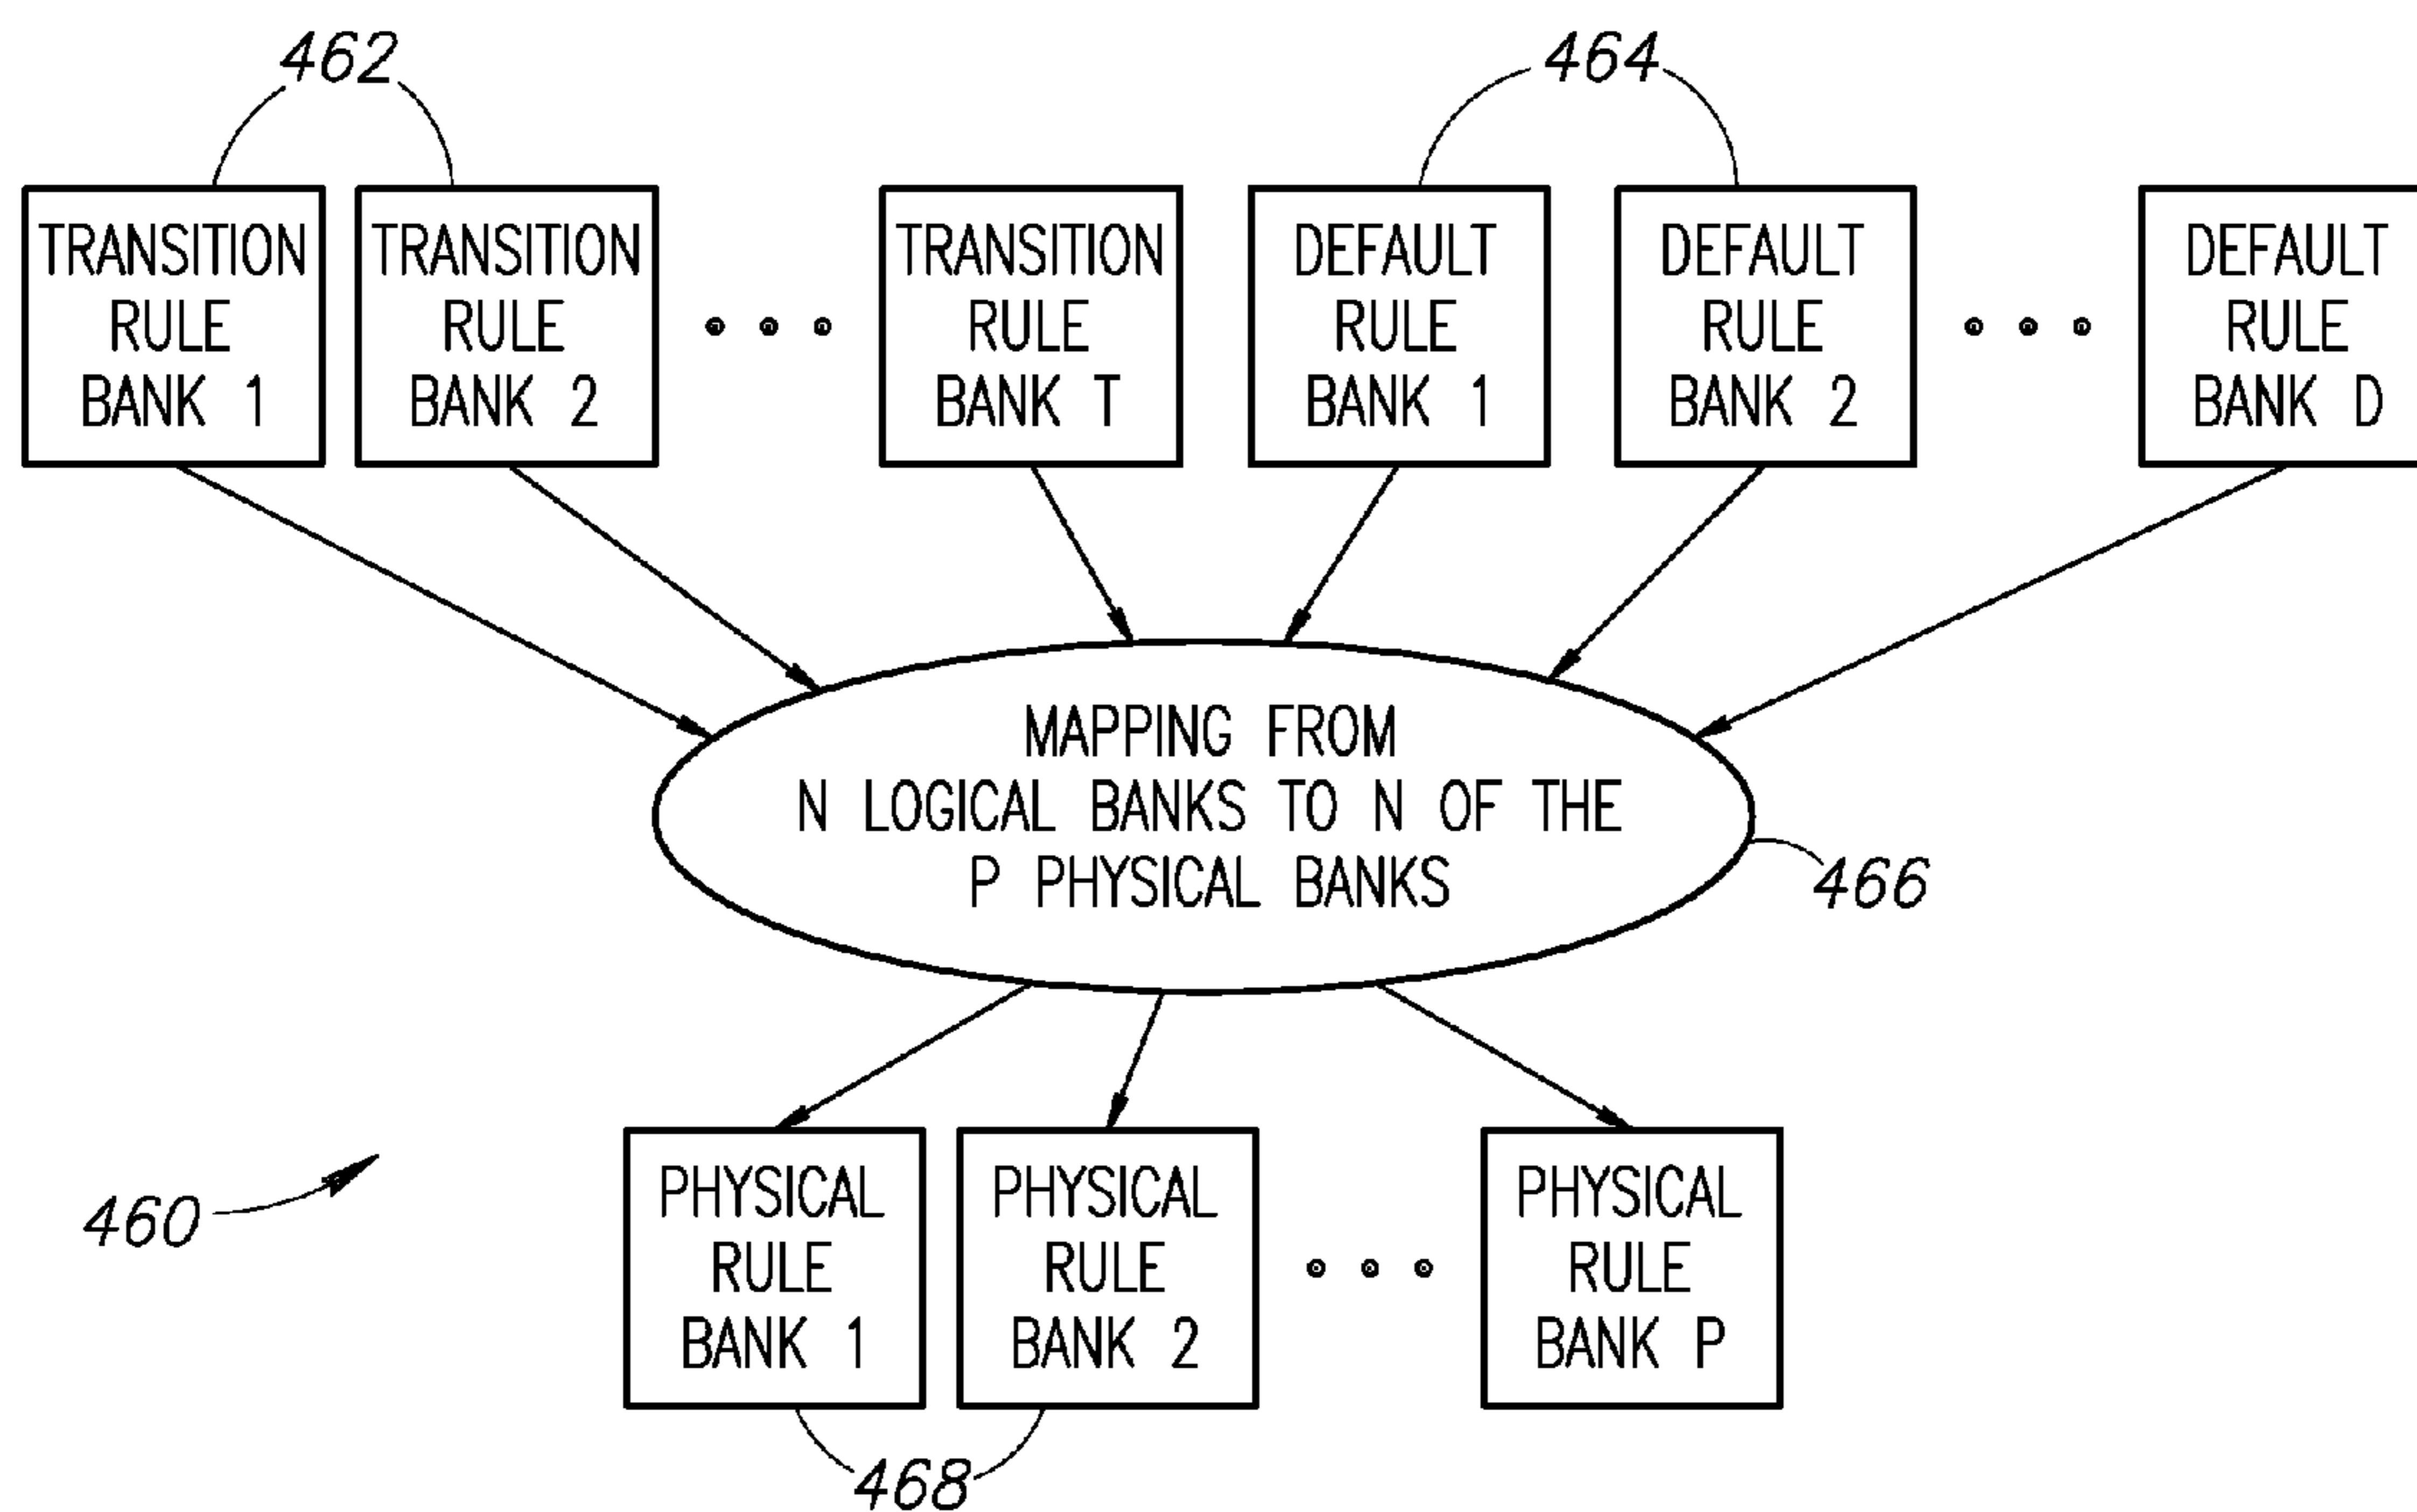 462
464
TRANSITION
RULE
BANK 1
TRANSITION
RULE
BANK 2
TRANSITION
RULE
BANK T
DEFAULT
RULE
BANK 1
DEFAULT
RULE
BANK 2
DEFAULT
RULE
BANK D
MAPPING FROM
N LOGICAL BANKS TO N OF THE
P PHYSICAL BANKS
466
460
PHYSICAL
RULE
BANK 1
PHYSICAL
RULE
BANK 2
PHYSICAL
RULE
BANK P
468